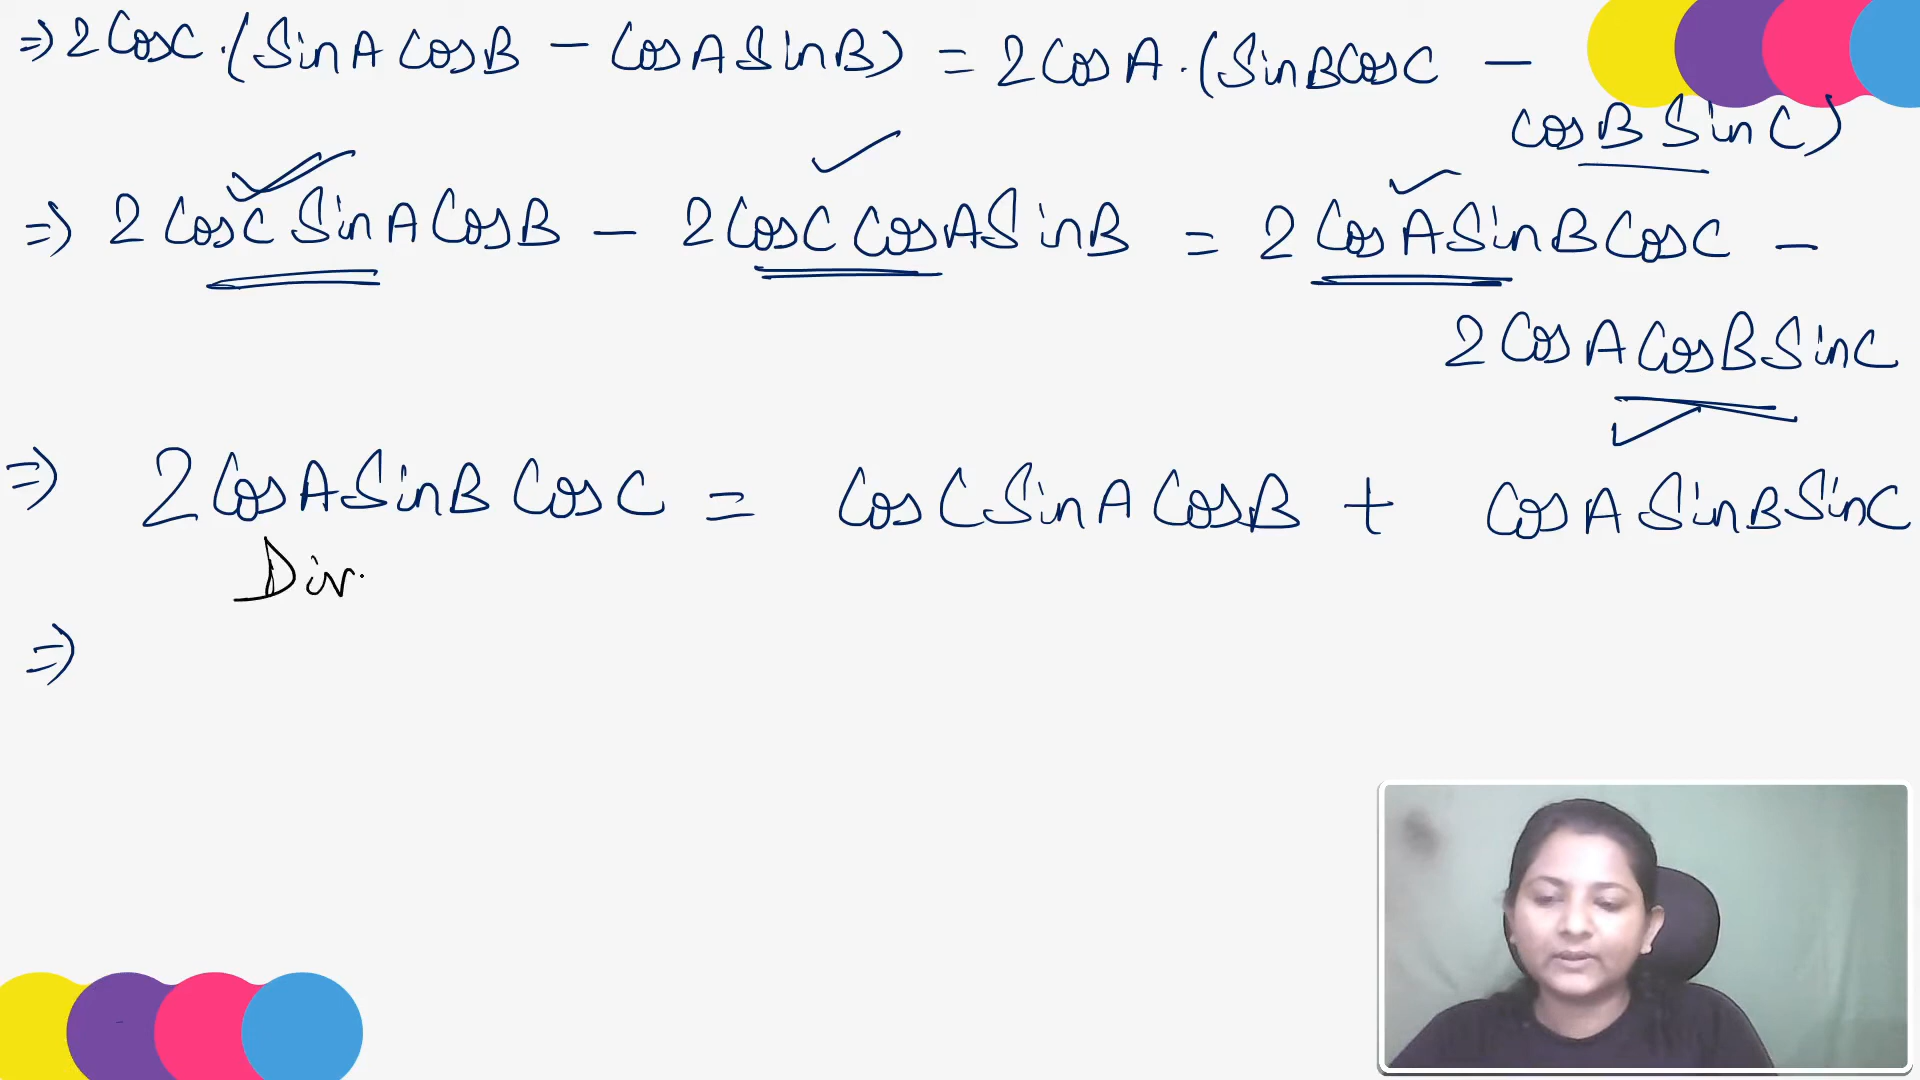 ⇒ 2 Cos C · (Sin A Cos B − Cos A Sin B) = 2 Cos A · (Sin B Cos C −
Cos B Sin C)
⇒ 2 Cos C Sin A Cos B − 2 Cos C Cos A Sin B = 2 Cos A Sin B Cos C −
2 Cos A Cos B Sin C
⇒ 2 Cos A Sin B Cos C = Cos C Sin A Cos B + Cos A Sin B Sin C
Div.
⇒